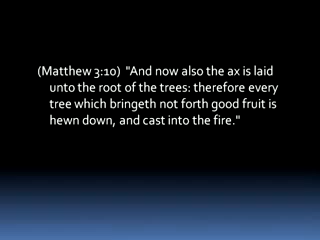 (Matthew 3:10)  "And now also the ax is laid
unto the root of the trees: therefore every
tree which bringeth not forth good fruit is
hewn down, and cast into the fire."